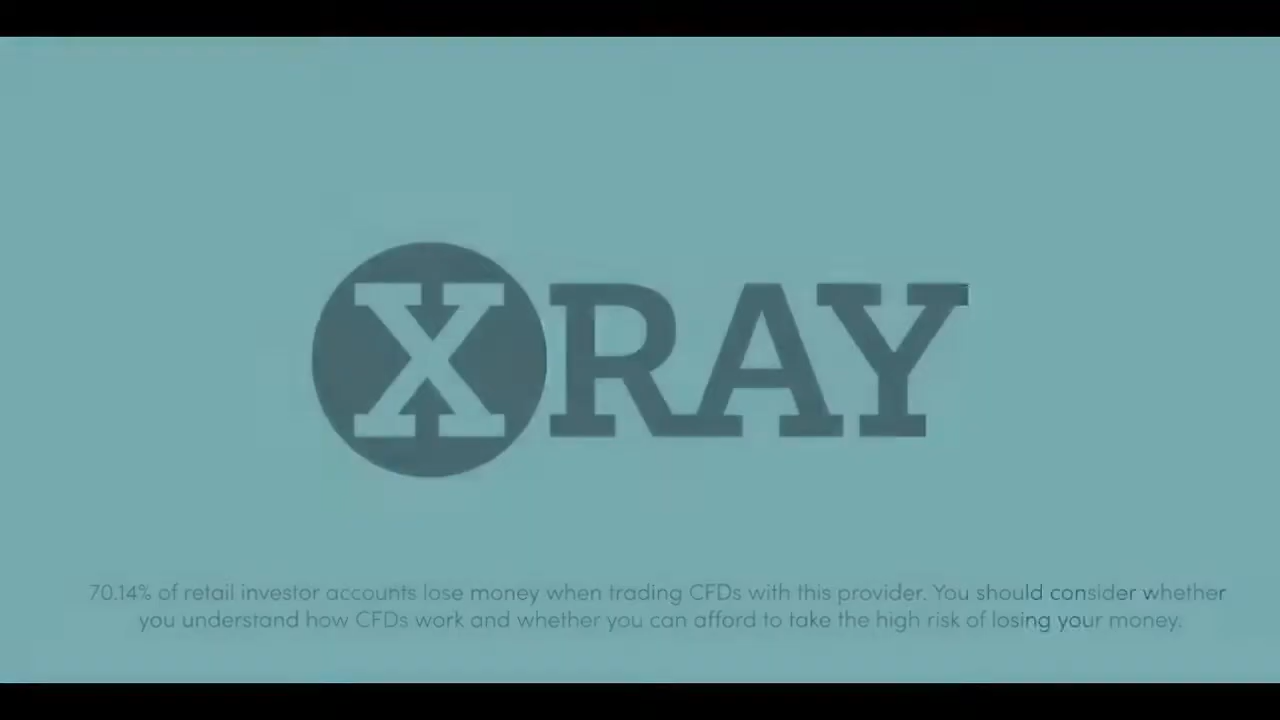 XRAY
70.14% of retail investor accounts lose money when trading CFDs with this provider. You should consider whether
you understand how CFDs work and whether you can afford to take the high risk of losing your money.